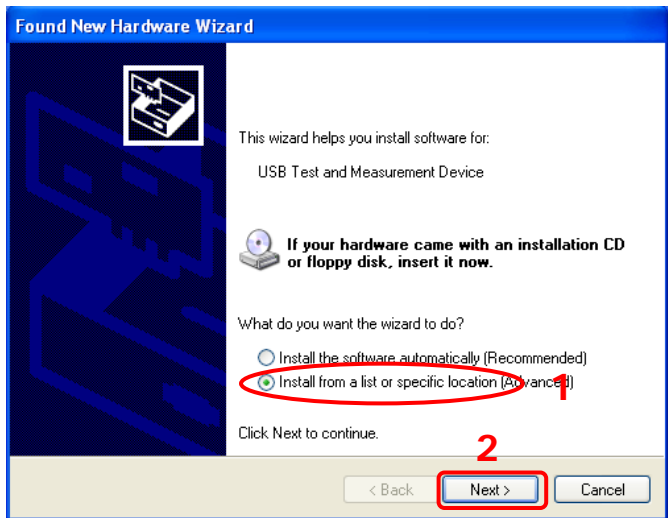 Found New Hardware Wizard
This wizard helps you install software for:
USB Test and Measurement Device
If your hardware came with an installation CD
or floppy disk, insert it now.
What do you want the wizard to do?
Install the software automatically (Recommended)
Install from a list or specific location (Advanced)
1
Click Next to continue.
2
< Back
Next >
Cancel